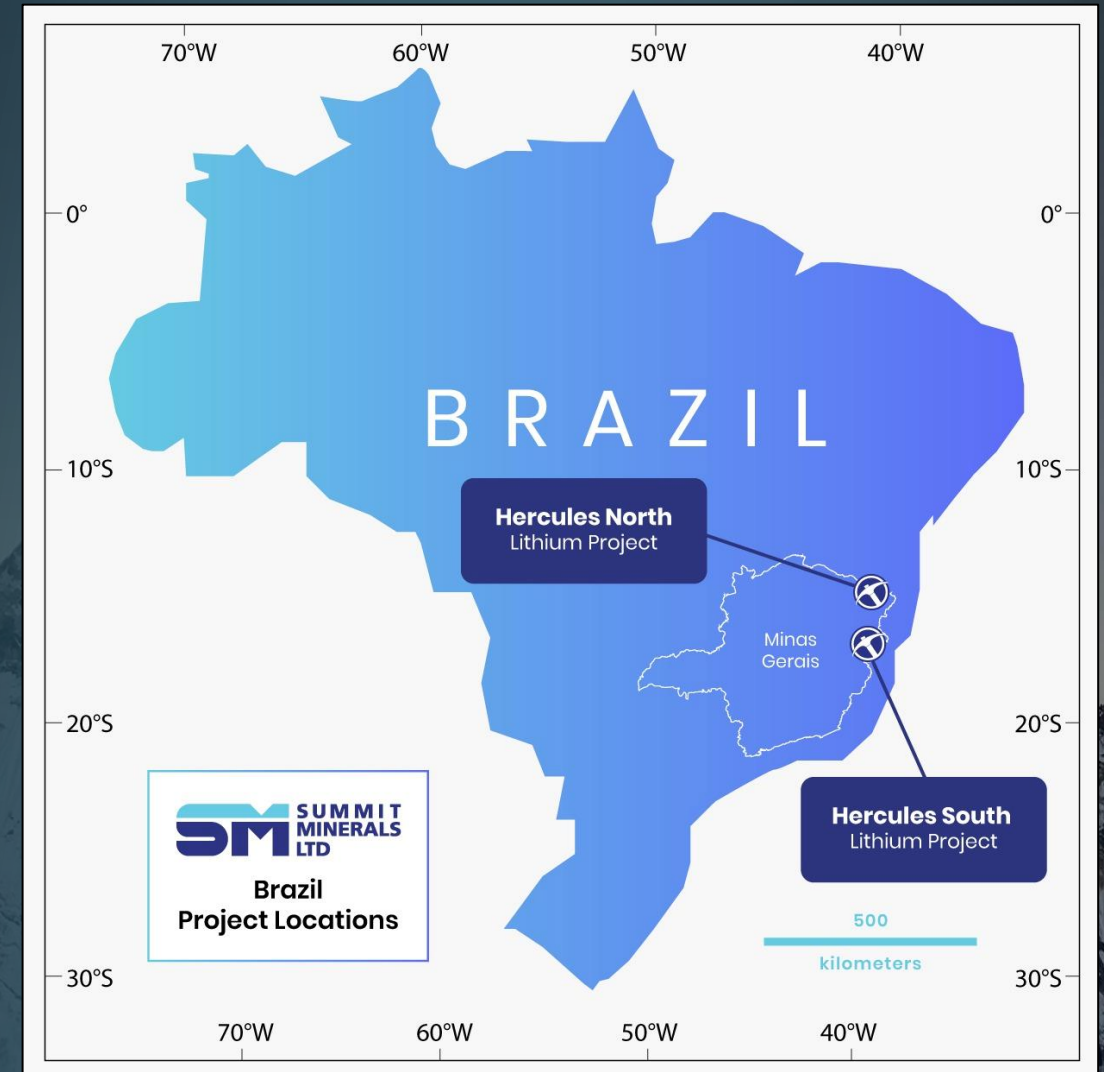 70°W 60°W 50°W 40°W
0° 0°
BRAZIL
10°S 10°S
Hercules North
Lithium Project
Minas
Gerais
20°S 20°S
SUMMIT
MINERALS
LTD
SM
Brazil
Project Locations
Hercules South
Lithium Project
500
kilometers
30°S 30°S
70°W 60°W 50°W 40°W